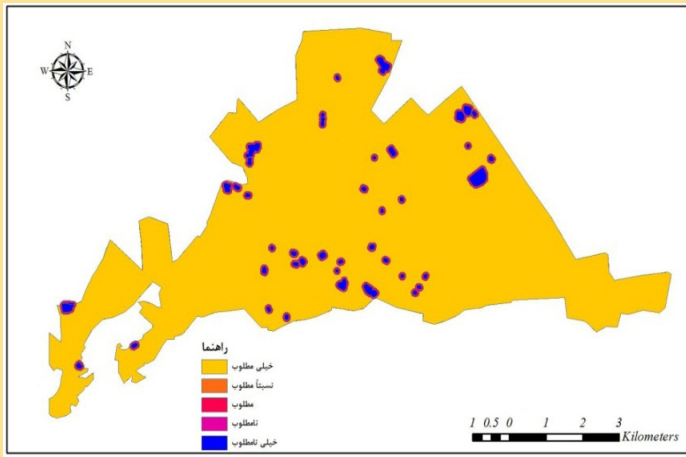 N
W E
S
راهنما
خیلی مطلوب
نسبتاً مطلوب
مطلوب
نامطلوب
خیلی نامطلوب
1 0.5 0 1 2 3
Kilometers